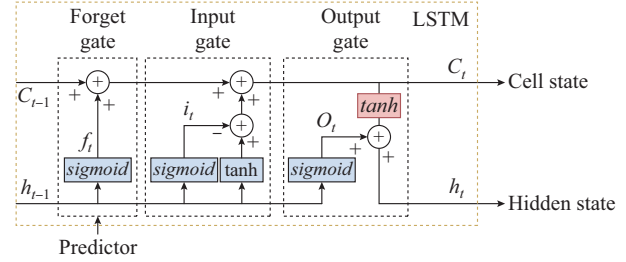 Forget gate
Input gate
Output gate
LSTM
C_{t-1}
+
+
+
+
+
+
C_t
Cell state
tanh
f_t
i_t
−
+
+
O_t
+
+
+
sigmoid
sigmoid
tanh
sigmoid
h_{t-1}
h_t
Hidden state
Predictor